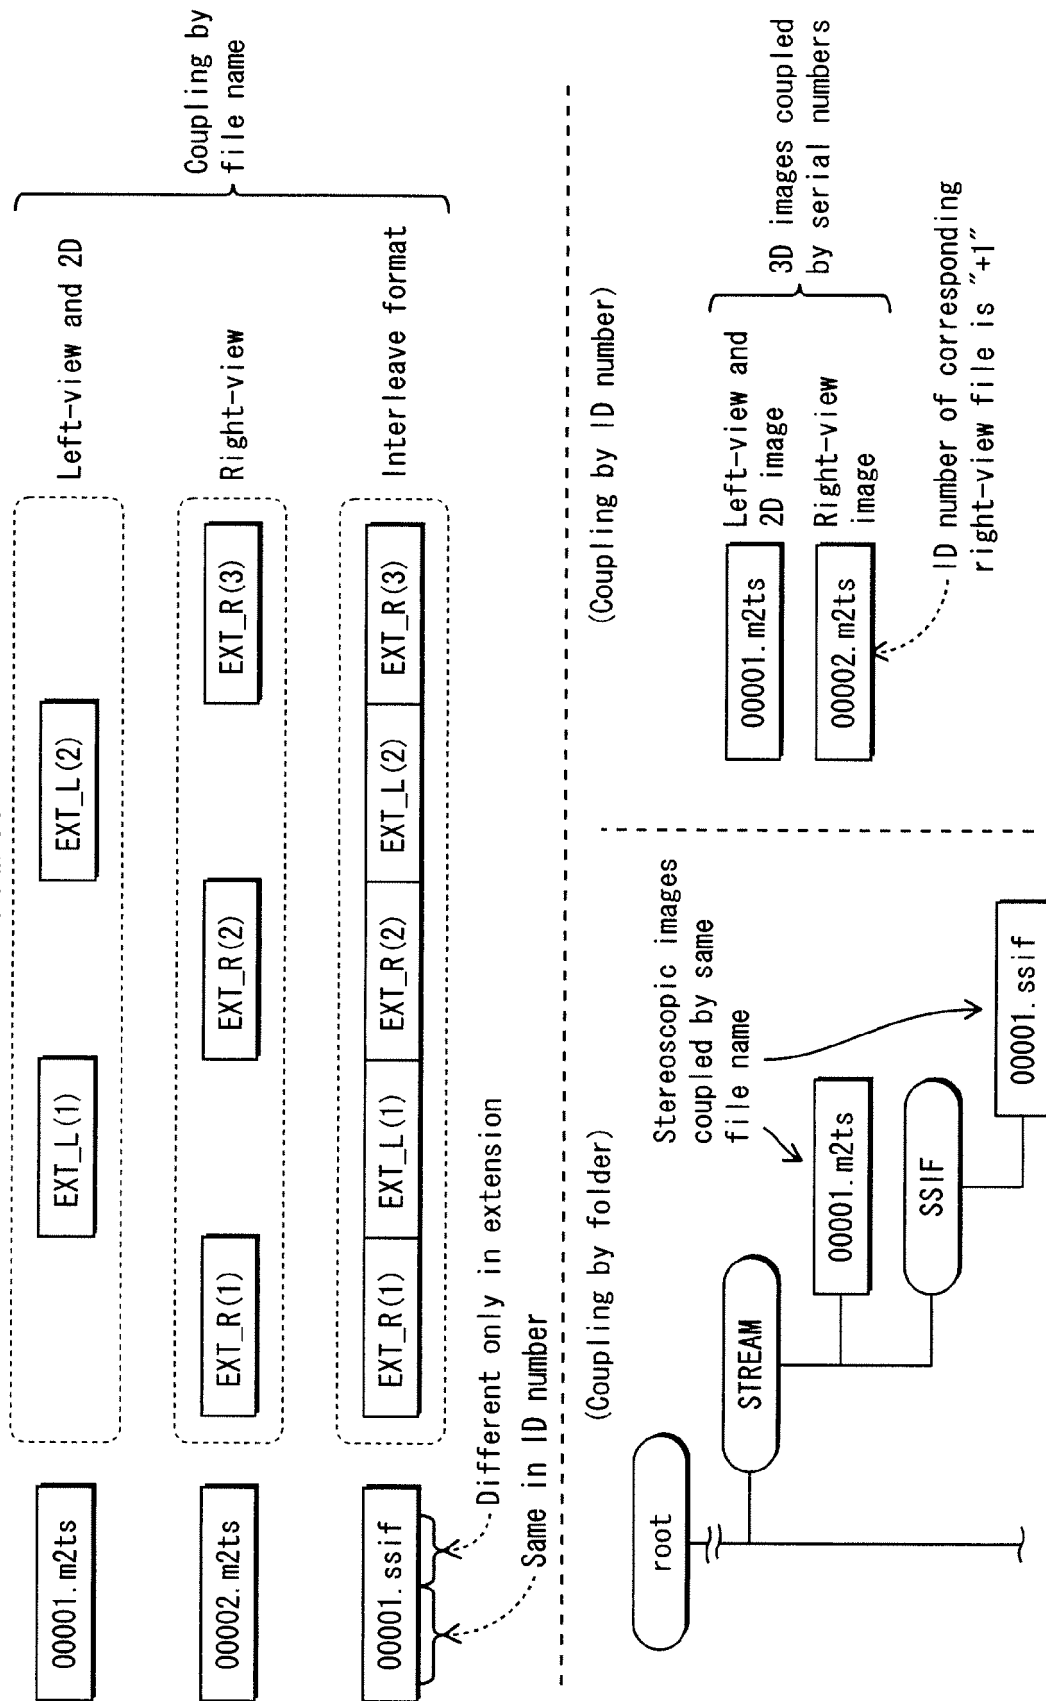 00001.m2ts
EXT_L(1)
EXT_L(2)
Left-view and 2D
00002.m2ts
EXT_R(1)
EXT_R(2)
EXT_R(3)
Right-view
00001.ssif
EXT_R(1)
EXT_L(1)
EXT_R(2)
EXT_L(2)
EXT_R(3)
Interleave format
Coupling by
file name
Different only in extension
Same in ID number
(Coupling by folder)
root
STREAM
00001.m2ts
SSIF
00001.ssif
Stereoscopic images
coupled by same
file name
(Coupling by ID number)
00001.m2ts
Left-view and
2D image
00002.m2ts
Right-view
image
3D images coupled
by serial numbers
ID number of corresponding
right-view file is "+1"